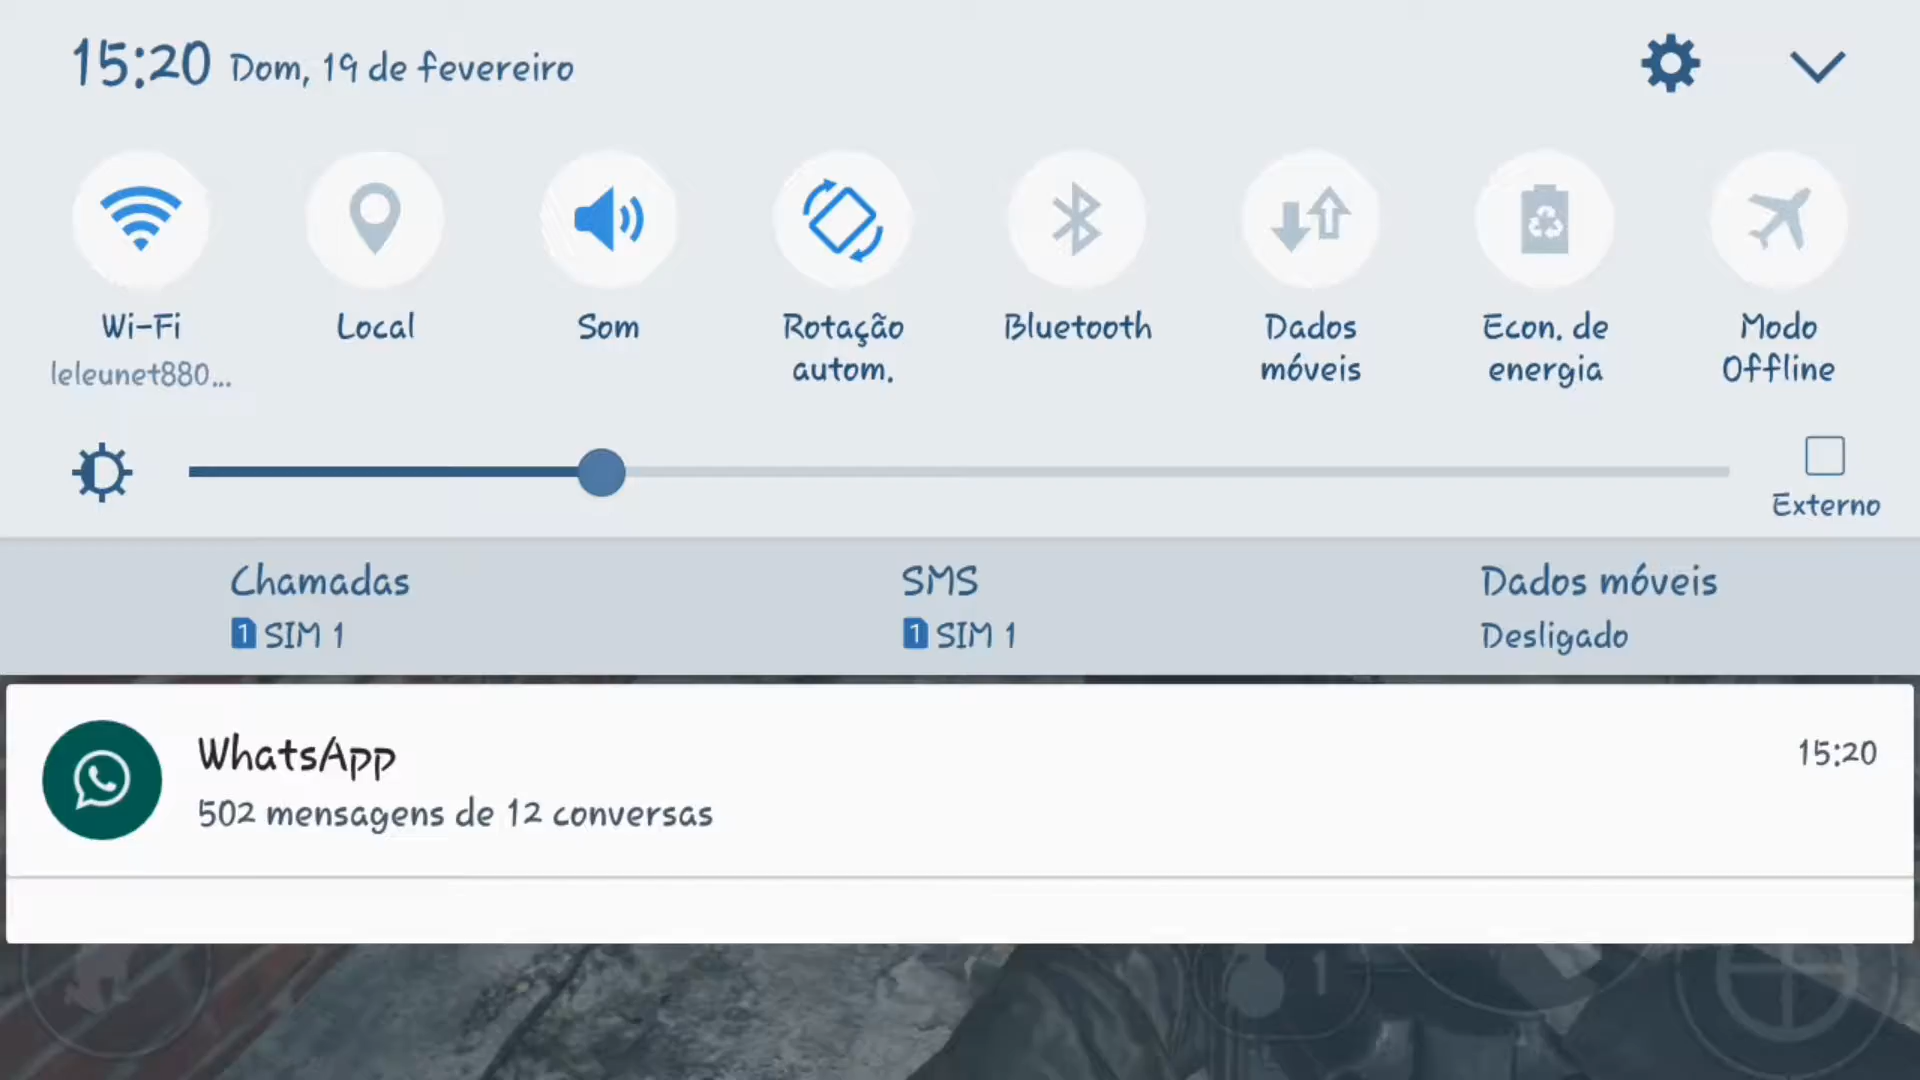 15:20 Dom, 19 de fevereiro
Wi-Fi
leleunet880...
Local
Som
Rotação
autom.
Bluetooth
Dados
móveis
Econ. de
energia
Modo
Offline
Externo
Chamadas
1 SIM 1
SMS
1 SIM 1
Dados móveis
Desligado
WhatsApp
15:20
502 mensagens de 12 conversas
1